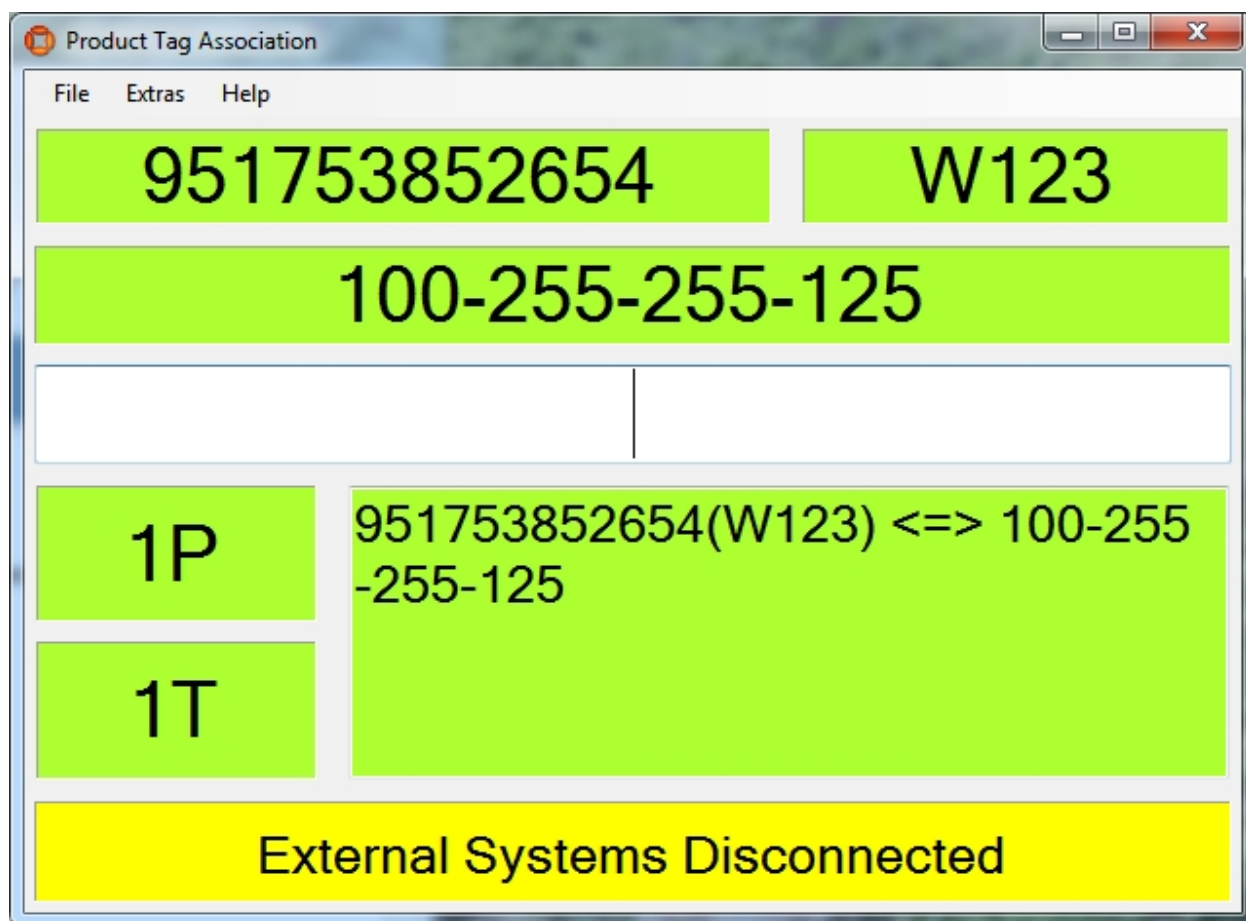 Product Tag Association
File Extras Help
951753852654 W123
100-255-255-125
1P
951753852654(W123) <=> 100-255
-255-125
1T
External Systems Disconnected